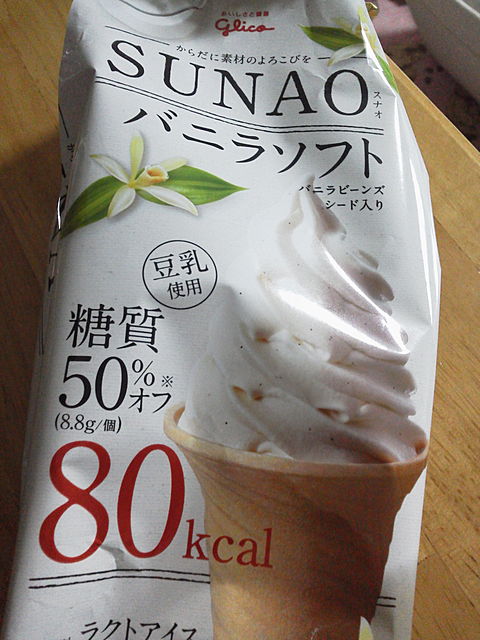 おいしさと健康
Glico
からだに素材のよろこびを
SUNAO
スナオ
バニラソフト
バニラビーンズ
シード入り
豆乳
使用
糖質
50%※オフ
(8.8g/個)
80kcal
ラクトアイス